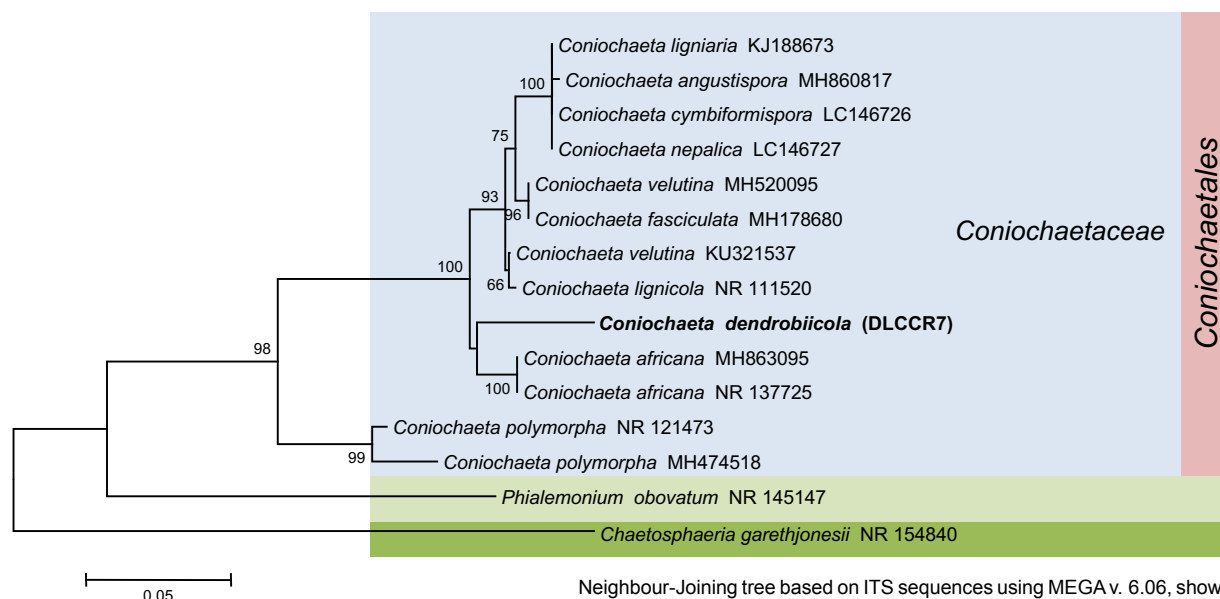 Coniochaeta ligniaria KJ188673
100
Coniochaeta angustispora MH860817
Coniochaeta cymbiformispora LC146726
75
Coniochaeta nepalica LC146727
Coniochaeta velutina MH520095
93
96
Coniochaeta fasciculata MH178680
Coniochaetaceae
Coniochaetales
Coniochaeta velutina KU321537
100
66
Coniochaeta lignicola NR 111520
Coniochaeta dendrobiicola (DLCCR7)
98
Coniochaeta africana MH863095
100
Coniochaeta africana NR 137725
Coniochaeta polymorpha NR 121473
99
Coniochaeta polymorpha MH474518
Phialemonium obovatum NR 145147
Chaetosphaeria garethjonesii NR 154840
0.05
Neighbour-Joining tree based on ITS sequences using MEGA v. 6.06, show